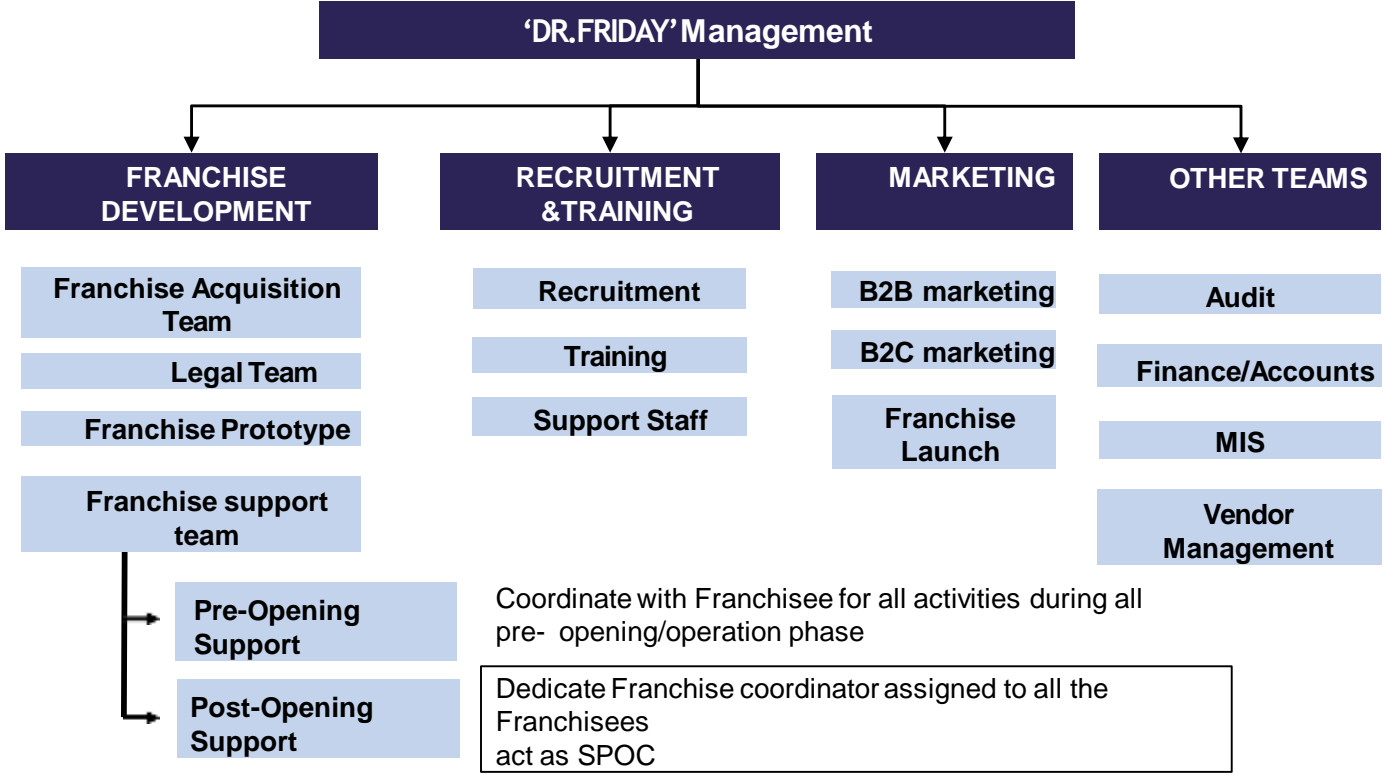 ‘DR.FRIDAY’ Management
FRANCHISE
DEVELOPMENT
RECRUITMENT
&TRAINING
MARKETING
OTHER TEAMS
Franchise Acquisition
Team
Legal Team
Franchise Prototype
Franchise support
team
Pre-Opening
Support
Post-Opening
Support
Recruitment
Training
Support Staff
B2B marketing
B2C marketing
Franchise
Launch
Audit
Finance/Accounts
MIS
Vendor
Management
Coordinate with Franchisee for all activities during all
pre- opening/operation phase
Dedicate Franchise coordinator assigned to all the
Franchisees
act as SPOC